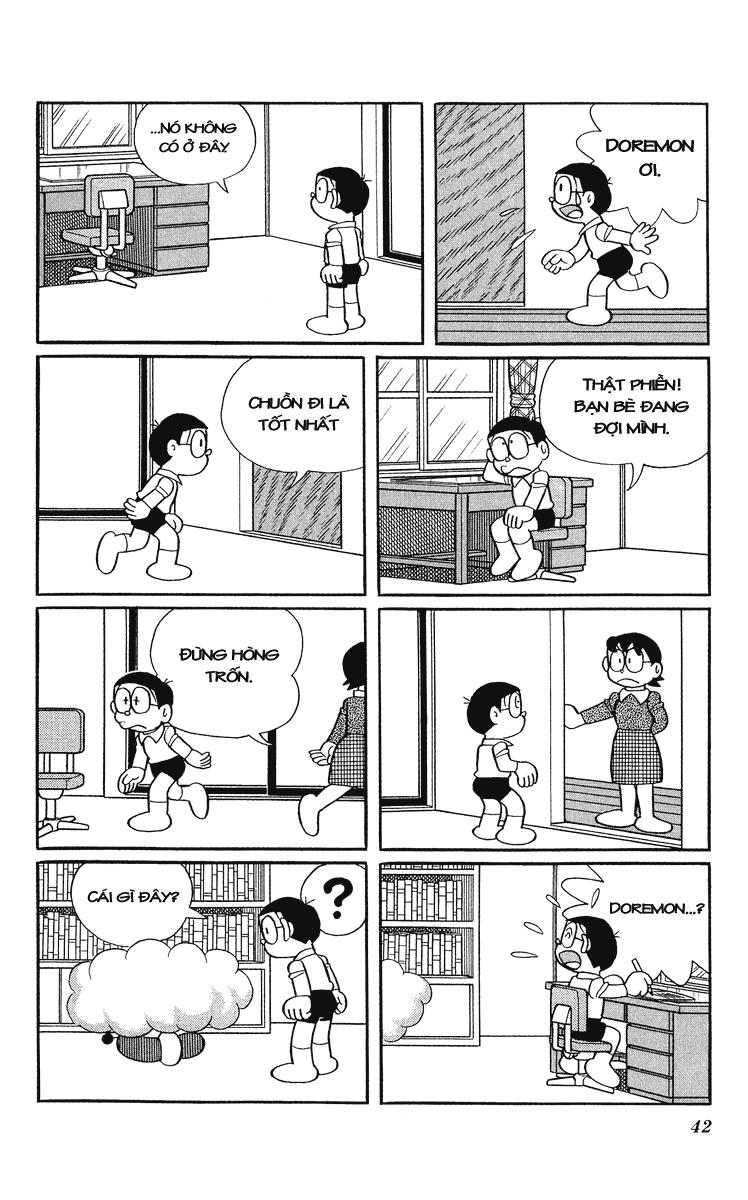 DOREMON
ƠI.
...NÓ KHÔNG
CÓ Ở ĐÂY.
THẬT PHIỀN!
BẠN BÈ ĐANG
ĐỢI MÌNH.
CHUỒN ĐI LÀ
TỐT NHẤT
ĐỪNG HÒNG
TRỐN.
DOREMON...?
?
CÁI GÌ ĐÂY?
42